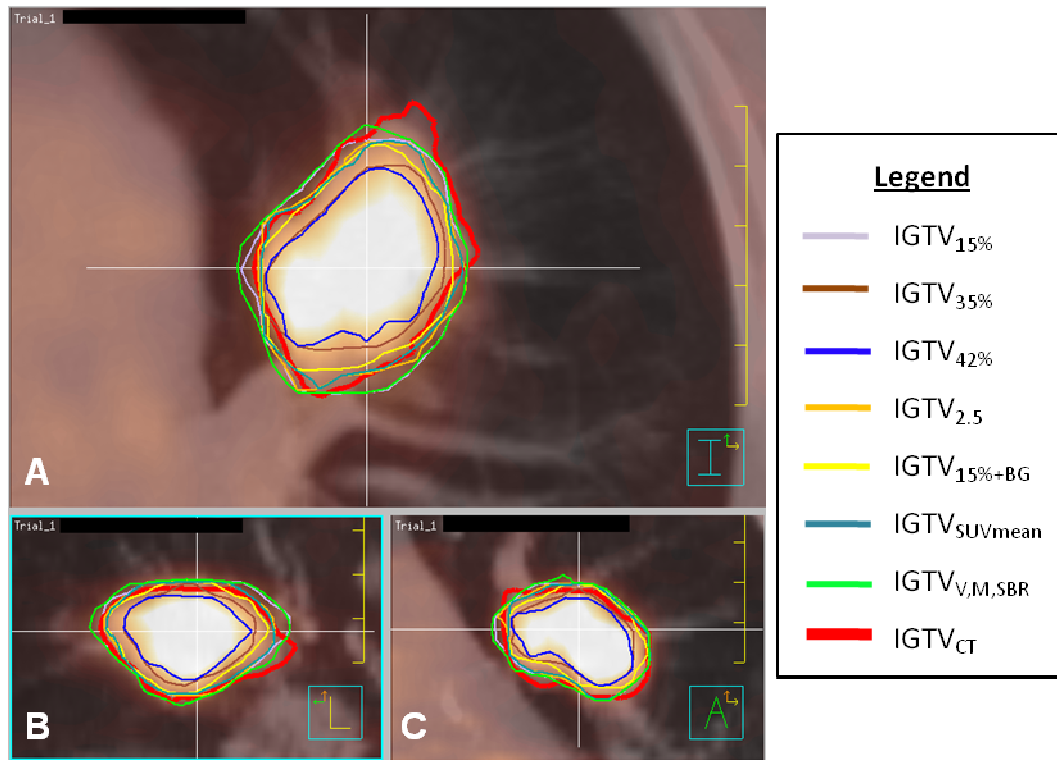 Trial_1
A
I
Trial_1
B
L
Trial_1
C
A
Legend
IGTV15%
IGTV35%
IGTV42%
IGTV2.5
IGTV15%+BG
IGTVSUVmean
IGTVV,M,SBR
IGTVCT